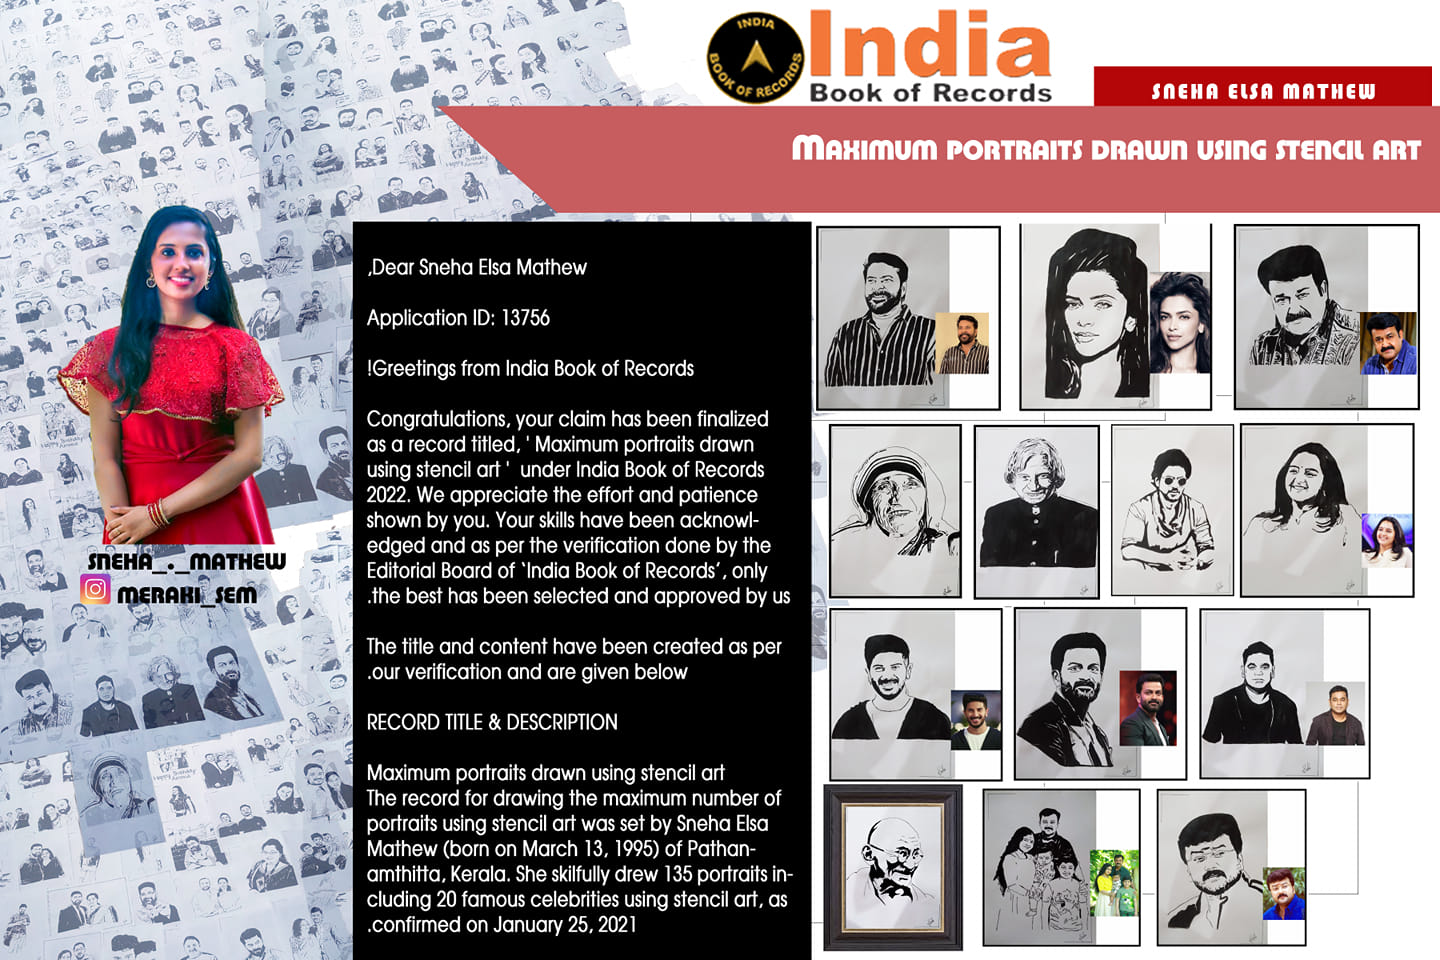 INDIA
BOOK OF RECORDS
India
Book of Records
SNEHA ELSA MATHEW
MAXIMUM PORTRAITS DRAWN USING STENCIL ART
,Dear Sneha Elsa Mathew
Application ID: 13756
!Greetings from India Book of Records
Congratulations, your claim has been finalized
as a record titled, ' Maximum portraits drawn
using stencil art '  under India Book of Records
2022. We appreciate the effort and patience
shown by you. Your skills have been acknowl-
edged and as per the verification done by the
Editorial Board of ‘India Book of Records’, only
.the best has been selected and approved by us
The title and content have been created as per
.our verification and are given below
RECORD TITLE & DESCRIPTION
Maximum portraits drawn using stencil art
The record for drawing the maximum number of
portraits using stencil art was set by Sneha Elsa
Mathew (born on March 13, 1995) of Pathan-
amthitta, Kerala. She skilfully drew 135 portraits in-
cluding 20 famous celebrities using stencil art, as
.confirmed on January 25, 2021
SNEHA_._MATHEW
MERAKI_SEM